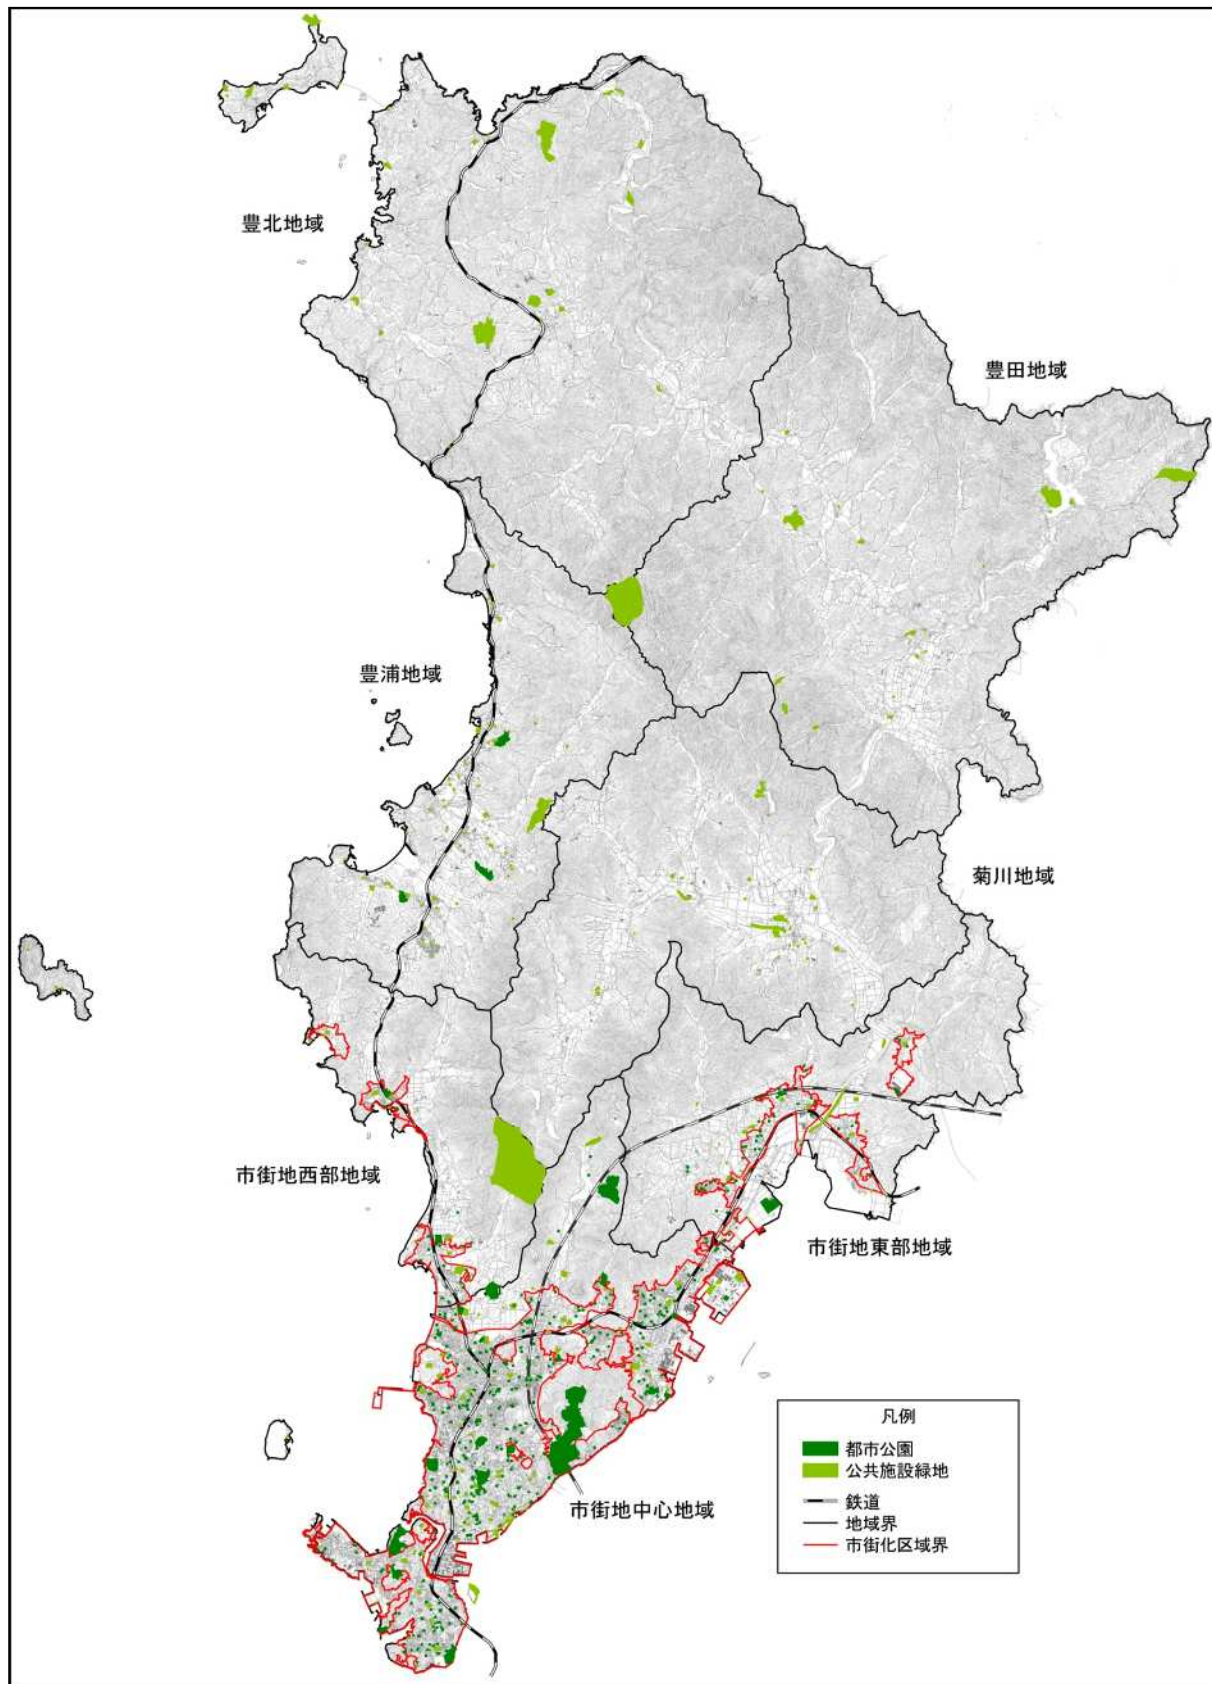 豊北地域
豊田地域
豊浦地域
菊川地域
市街地西部地域
市街地東部地域
市街地中心地域
凡例
都市公園
公共施設緑地
鉄道
地域界
市街化区域界